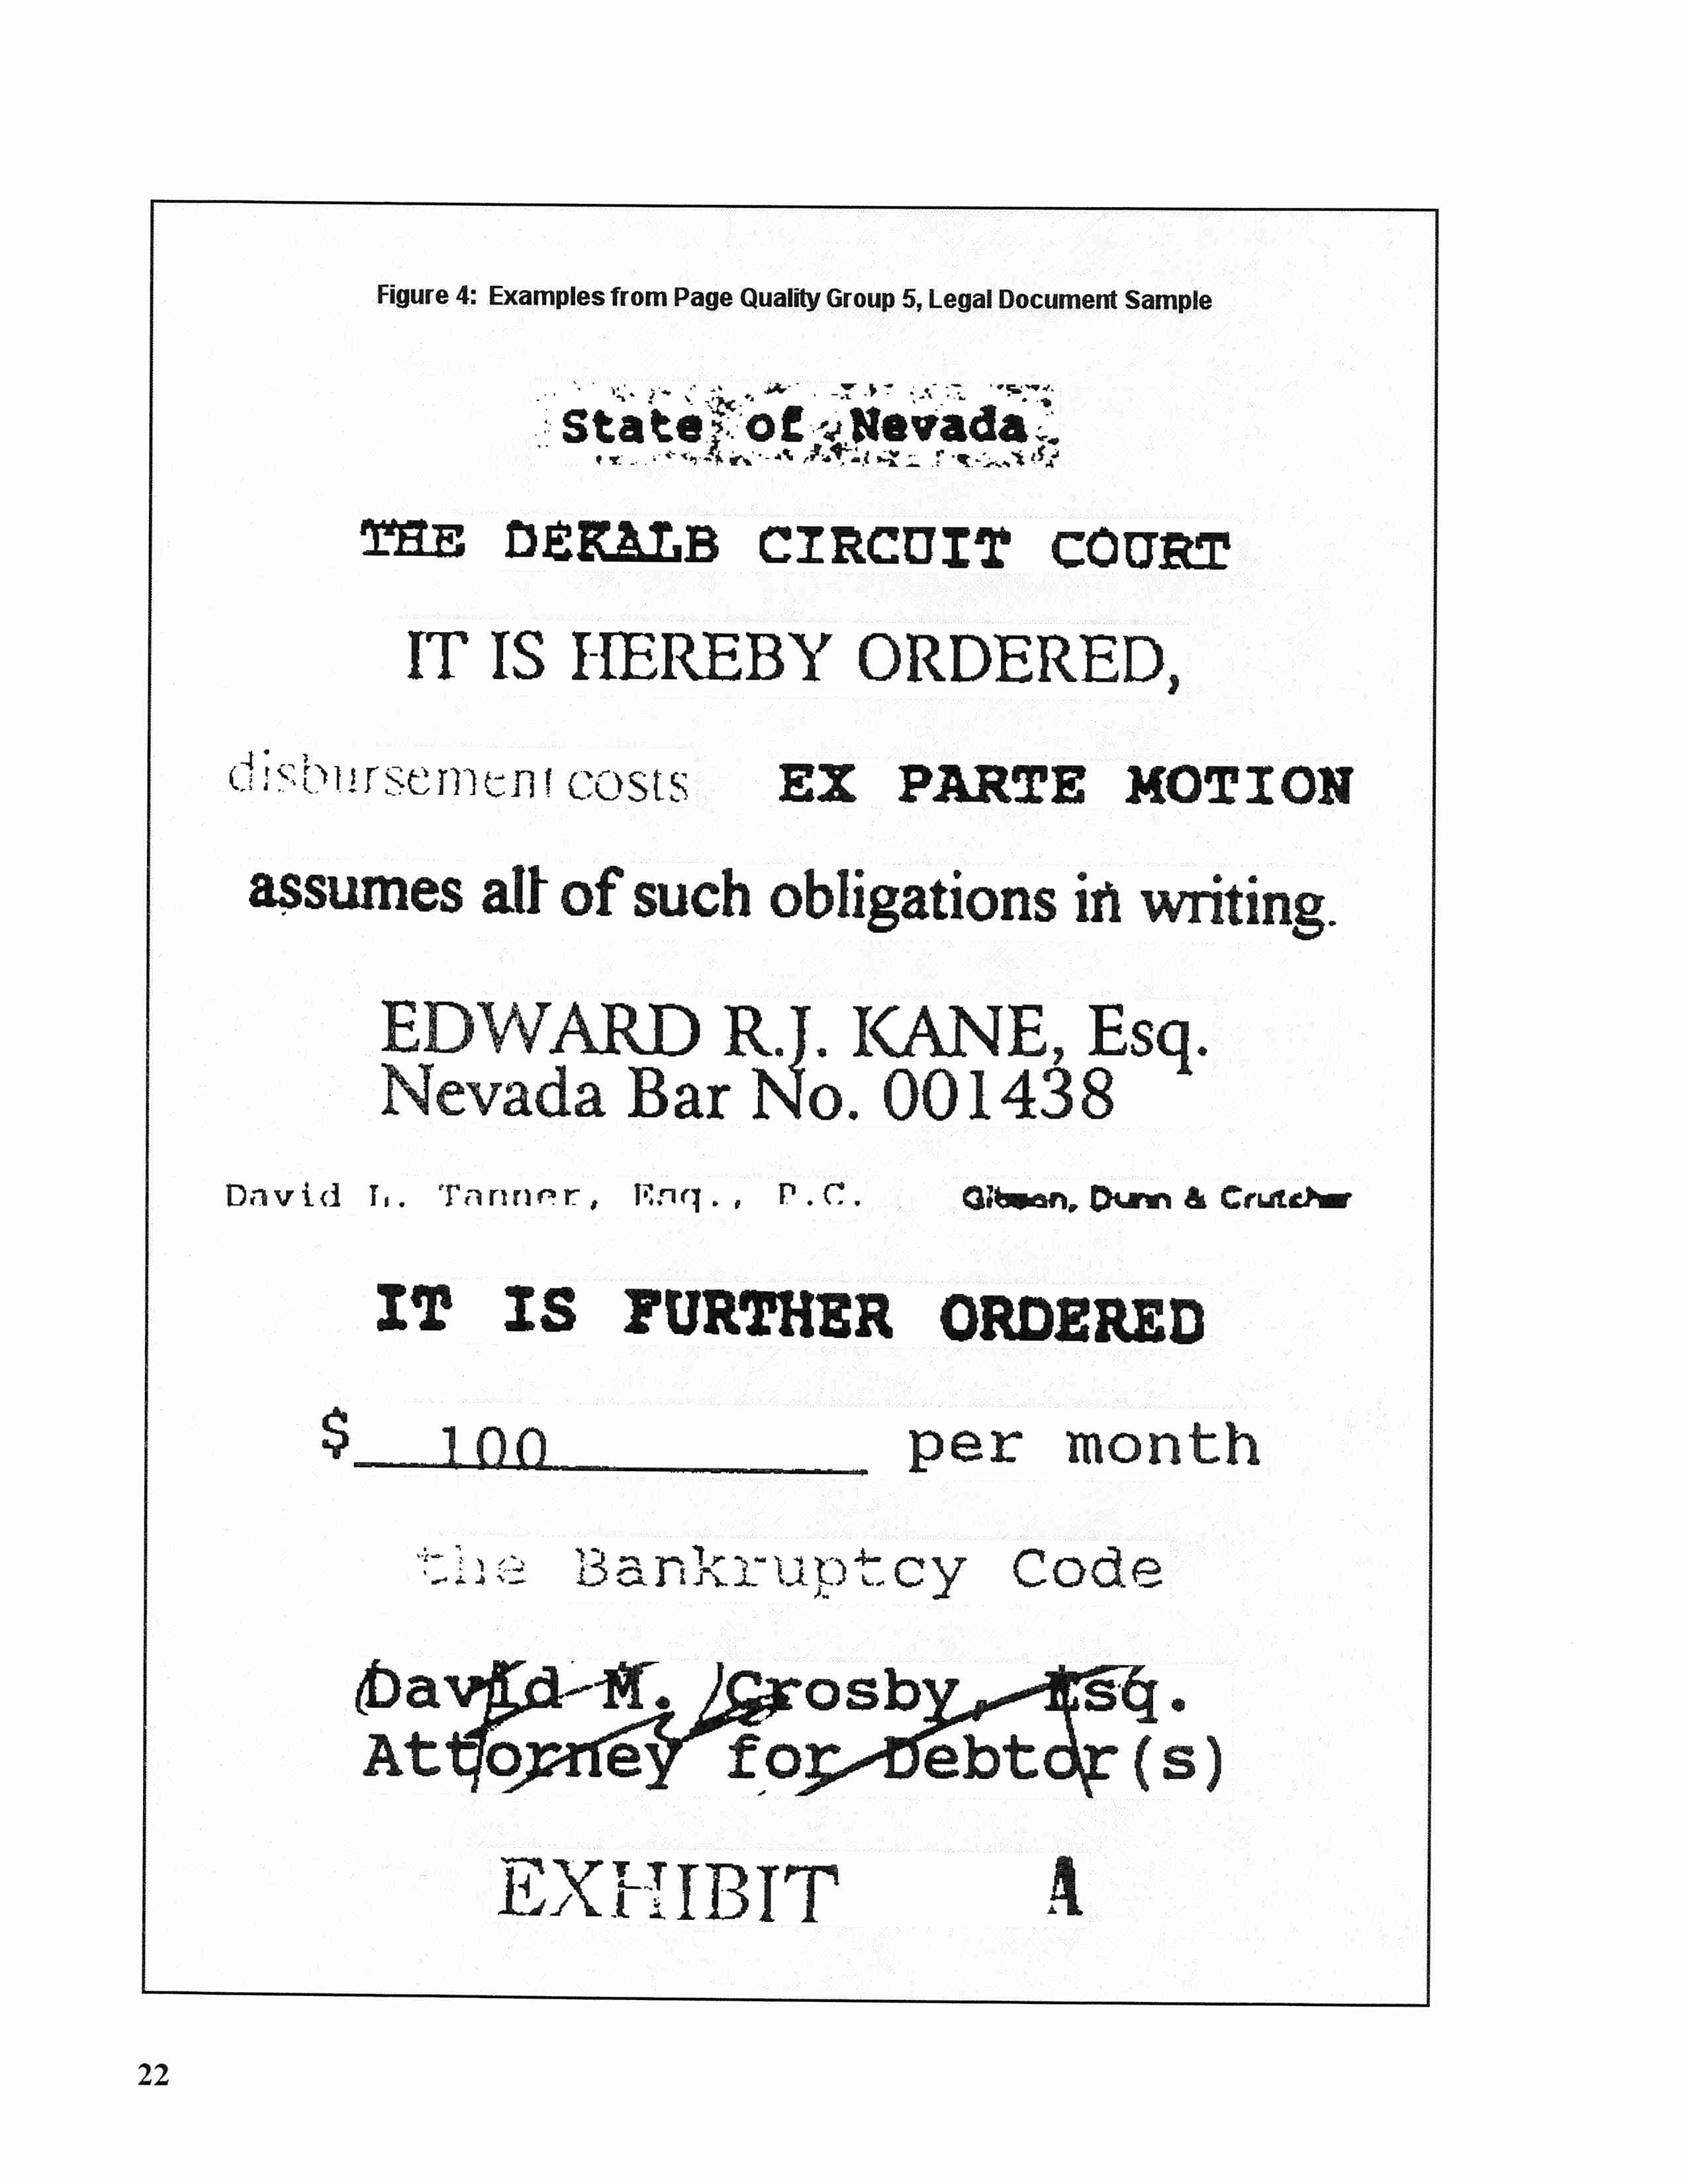 Figure 4: Examples from Page Quality Group 5, Legal Document Sample
State of Nevada
THE DEKALB CIRCUIT COURT
IT IS HEREBY ORDERED,
disbursement costs EX PARTE MOTION
assumes all of such obligations in writing.
EDWARD R.J. KANE, Esq.
Nevada Bar No. 001438
David L. Tanner, Esq., P.C. Gibson, Dunn & Crutcher
IT IS FURTHER ORDERED
$ 100 per month
the Bankruptcy Code
David M. Crosby, Esq.
Attorney for Debtor(s)
EXHIBIT A
22